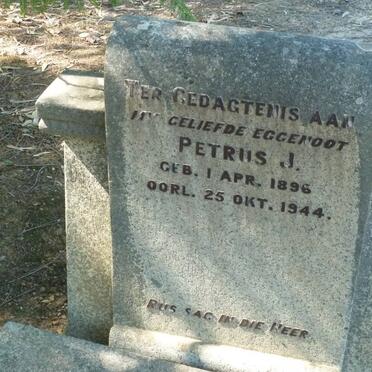 TER GEDAGTENIS AAN
MY GELIEFDE EGGENOOT
PETRUS J.
GEB. 1 APR. 1896
OORL. 25 OKT. 1944.
RUS SAG IN DIE HEER